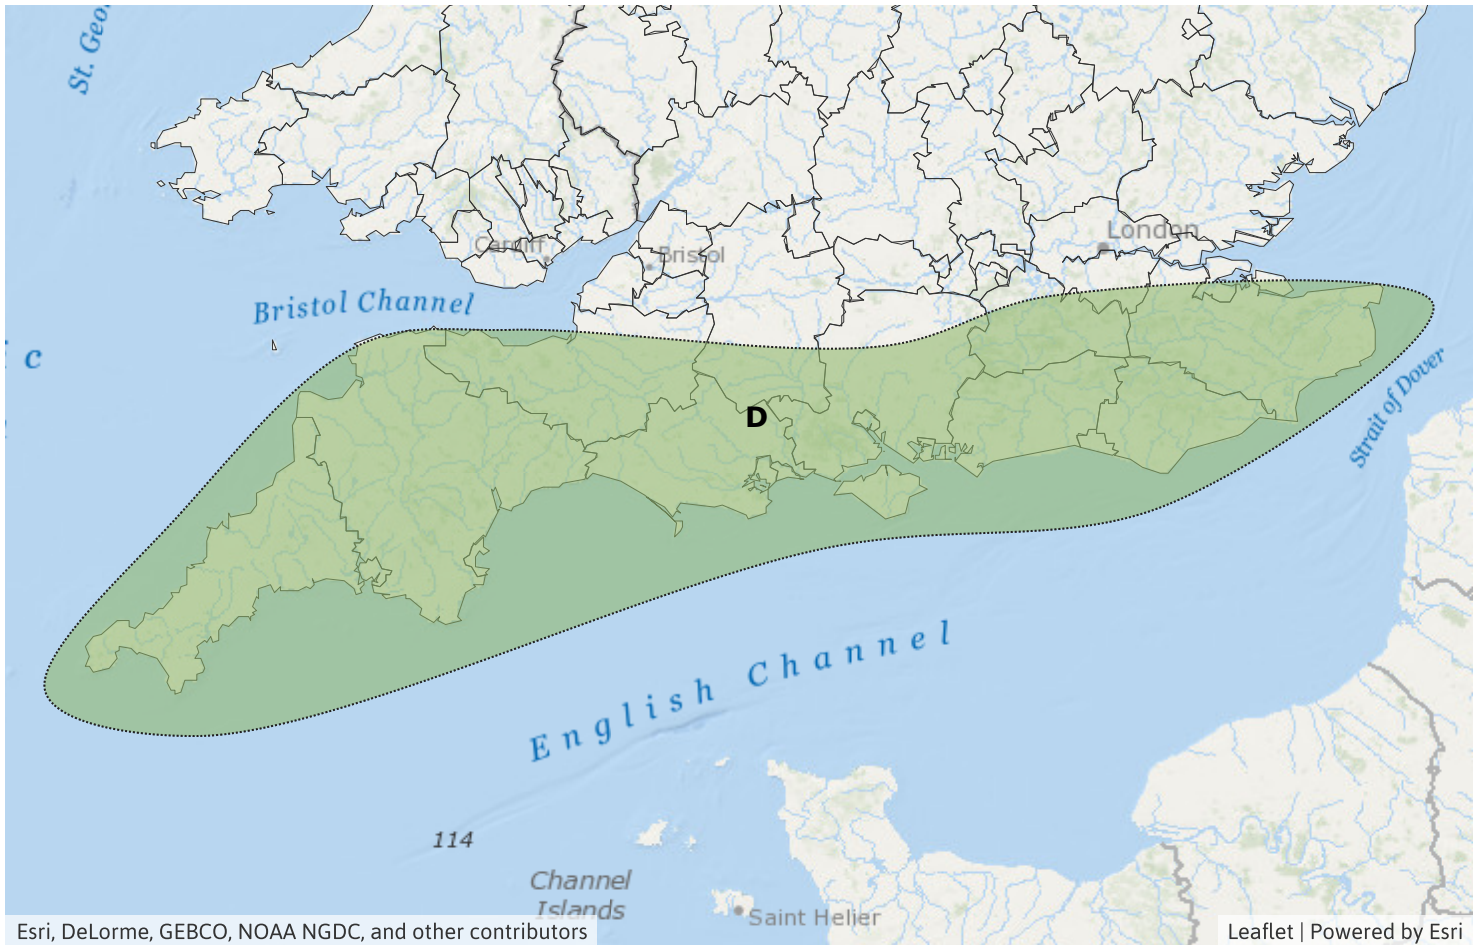 St. Geo
Cardiff
Bristol
London
Bristol Channel
c
D
Strait of Dover
English Channel
114
Channel
Islands
Saint Helier
Esri, DeLorme, GEBCO, NOAA NGDC, and other contributors
Leaflet | Powered by Esri